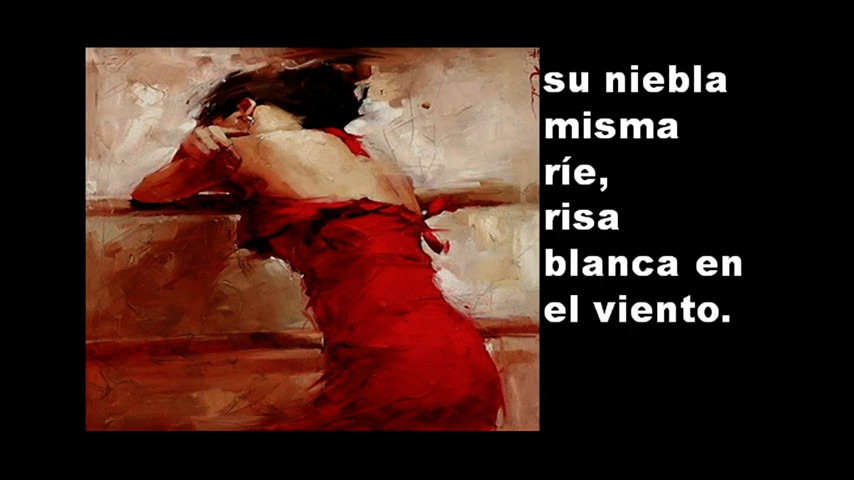 su niebla
misma
ríe,
risa
blanca en
el viento.